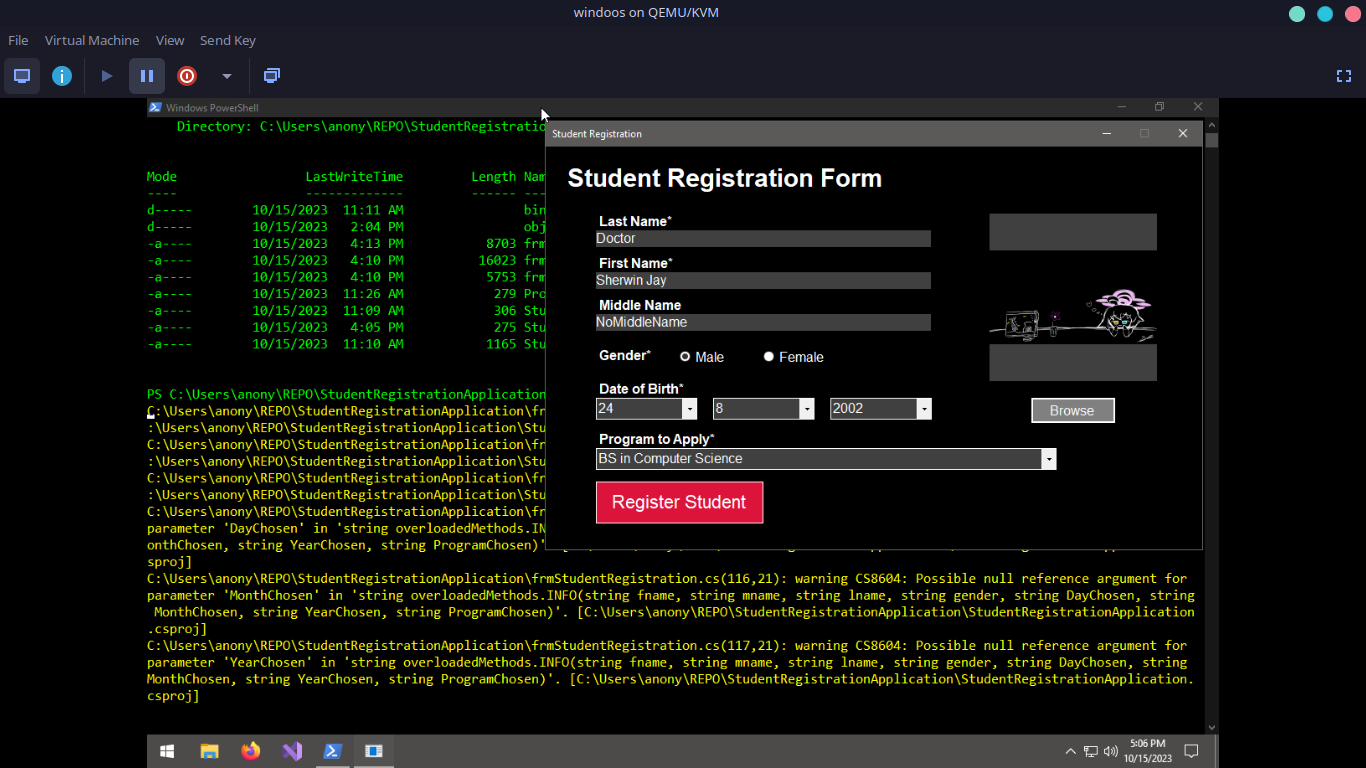 windoos on QEMU/KVM
File Virtual Machine View Send Key
Windows PowerShell
Directory: C:\Users\anony\REPO\StudentRegistratio
Mode LastWriteTime Length Nam
---- ------------- ------ ---
d----- 10/15/2023 11:11 AM bin
d----- 10/15/2023 2:04 PM obj
-a---- 10/15/2023 4:13 PM 8703 frm
-a---- 10/15/2023 4:10 PM 16023 frm
-a---- 10/15/2023 4:10 PM 5753 frm
-a---- 10/15/2023 11:26 AM 279 Pro
-a---- 10/15/2023 11:09 AM 306 Stu
-a---- 10/15/2023 4:05 PM 275 Stu
-a---- 10/15/2023 11:10 AM 1165 Stu
PS C:\Users\anony\REPO\StudentRegistrationApplication
C:\Users\anony\REPO\StudentRegistrationApplication\fr
:\Users\anony\REPO\StudentRegistrationApplication\Stu
C:\Users\anony\REPO\StudentRegistrationApplication\fr
:\Users\anony\REPO\StudentRegistrationApplication\Stu
C:\Users\anony\REPO\StudentRegistrationApplication\fr
:\Users\anony\REPO\StudentRegistrationApplication\Stu
C:\Users\anony\REPO\StudentRegistrationApplication\fr
parameter 'DayChosen' in 'string overloadedMethods.IN
onthChosen, string YearChosen, string ProgramChosen)'
sproj]
C:\Users\anony\REPO\StudentRegistrationApplication\frmStudentRegistration.cs(116,21): warning CS8604: Possible null reference argument for
parameter 'MonthChosen' in 'string overloadedMethods.INFO(string fname, string mname, string lname, string gender, string DayChosen, string
MonthChosen, string YearChosen, string ProgramChosen)'. [C:\Users\anony\REPO\StudentRegistrationApplication\StudentRegistrationApplication
.csproj]
C:\Users\anony\REPO\StudentRegistrationApplication\frmStudentRegistration.cs(117,21): warning CS8604: Possible null reference argument for
parameter 'YearChosen' in 'string overloadedMethods.INFO(string fname, string mname, string lname, string gender, string DayChosen, string
MonthChosen, string YearChosen, string ProgramChosen)'. [C:\Users\anony\REPO\StudentRegistrationApplication\StudentRegistrationApplication.
csproj]
Student Registration
Student Registration Form
Last Name*
Doctor
First Name*
Sherwin Jay
Middle Name
NoMiddleName
Gender* Male Female
Date of Birth*
24 8 2002
Browse
Program to Apply*
BS in Computer Science
Register Student
5:06 PM
10/15/2023